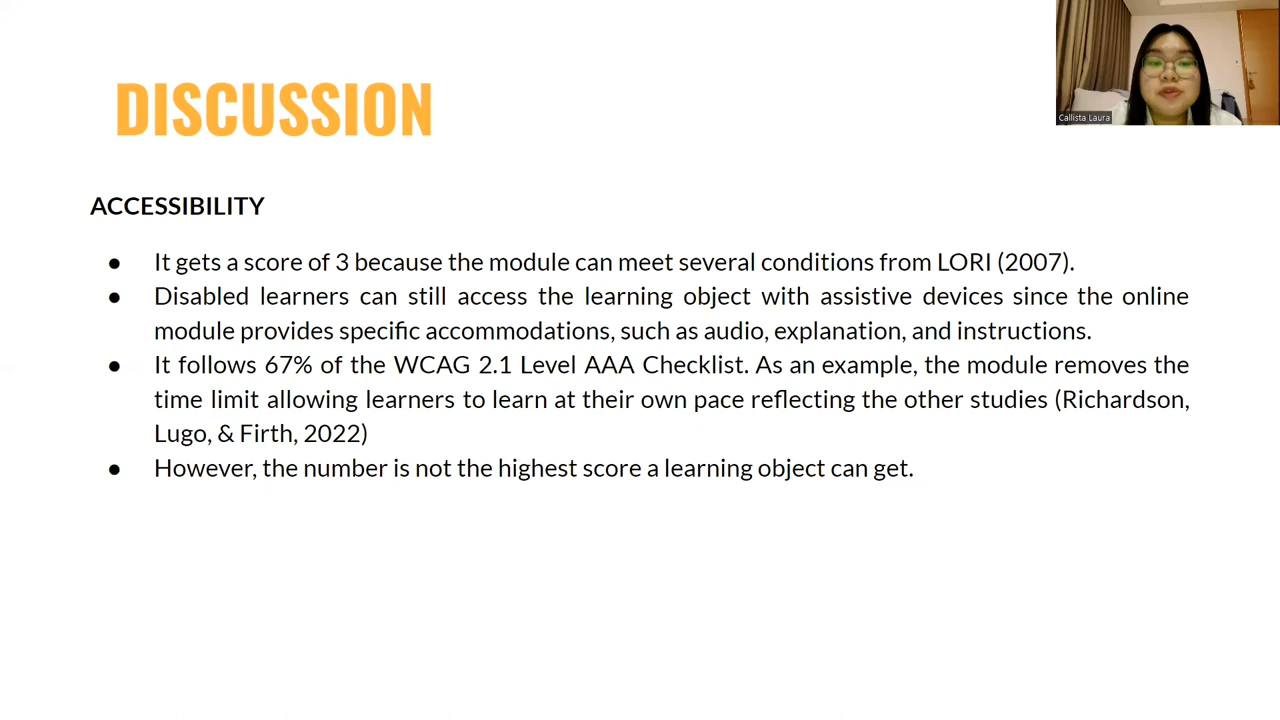 DISCUSSION
Callista Laura
ACCESSIBILITY
● It gets a score of 3 because the module can meet several conditions from LORI (2007).
● Disabled learners can still access the learning object with assistive devices since the online
module provides specific accommodations, such as audio, explanation, and instructions.
● It follows 67% of the WCAG 2.1 Level AAA Checklist. As an example, the module removes the
time limit allowing learners to learn at their own pace reflecting the other studies (Richardson,
Lugo, & Firth, 2022)
● However, the number is not the highest score a learning object can get.